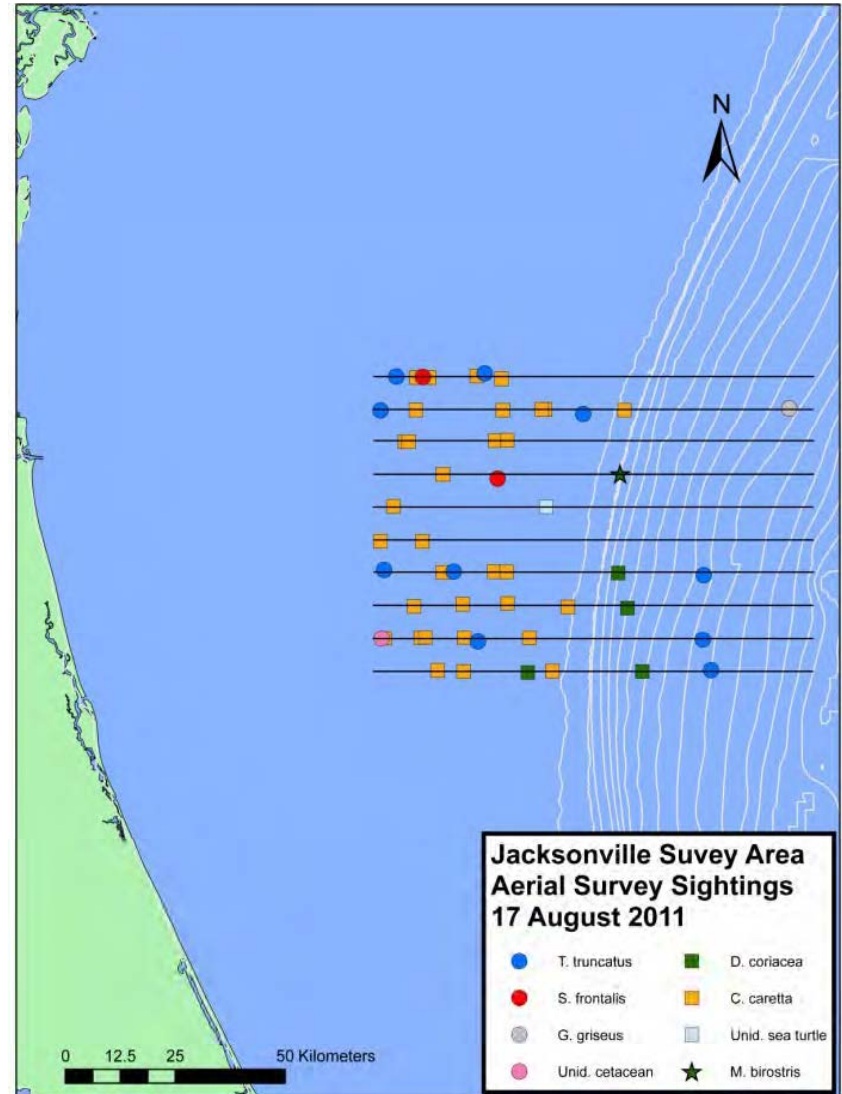 N
Jacksonville Suvey Area
Aerial Survey Sightings
17 August 2011
T. truncatus
D. coriacea
S. frontalis
C. caretta
G. griseus
Unid. sea turtle
Unid. cetacean
M. birostris
0 12.5 25 50 Kilometers